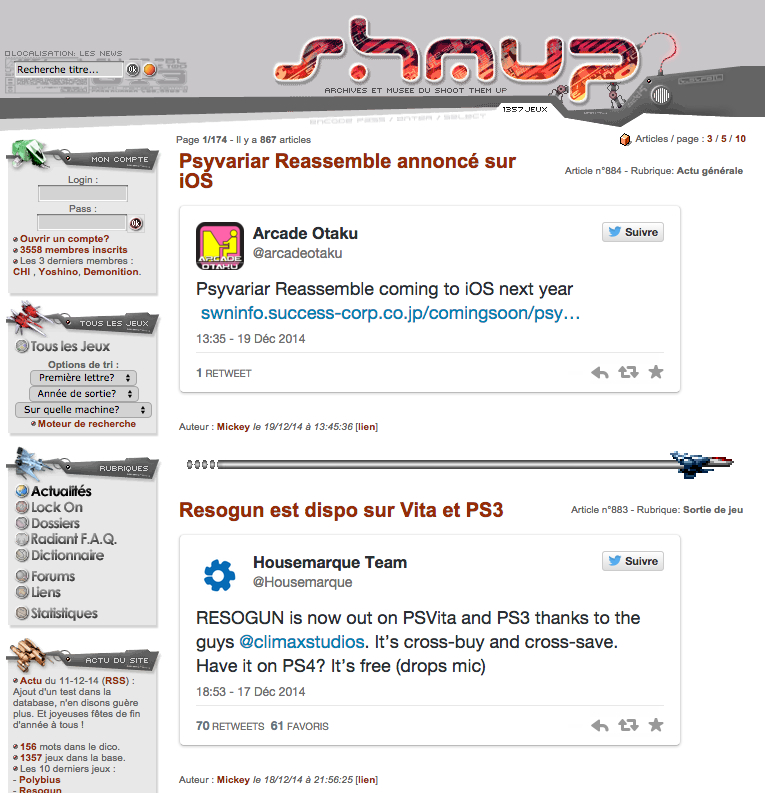 LOCALISATION: LES NEWS
Recherche titre...
Ok
shmup
ARCHIVES ET MUSEE DU SHOOT THEM UP
1357 JEUX
MON COMPTE
Login :
Pass :
Ok
Ouvrir un compte?
3558 membres inscrits
Les 3 derniers membres :
CHI , Yoshino, Demonition.
TOUS LES JEUX
Tous les Jeux
Options de tri :
Première lettre?
Année de sortie?
Sur quelle machine?
Moteur de recherche
RUBRIQUES
Actualités
Lock On
Dossiers
Radiant F.A.Q.
Dictionnaire
Forums
Liens
Statistiques
ACTU DU SITE
Actu du 11-12-14 (RSS) :
Ajout d'un test dans la
database, n'en disons guère
plus. Et joyeuses fêtes de fin
d'année à tous !
156 mots dans le dico.
1357 jeux dans la base.
Les 10 derniers jeux :
- Polybius
- Resogun
Page 1/174 - Il y a 867 articles
Articles / page : 3 / 5 / 10
Psyvariar Reassemble annoncé sur
iOS
Article n°884 - Rubrique: Actu générale
ARCADE
OTAKU
Arcade Otaku
@arcadeotaku
Suivre
Psyvariar Reassemble coming to iOS next year
swninfo.success-corp.co.jp/comingsoon/psy…
13:35 - 19 Déc 2014
1 RETWEET
Auteur : Mickey le 19/12/14 à 13:45:36 [lien]
Resogun est dispo sur Vita et PS3
Article n°883 - Rubrique: Sortie de jeu
Housemarque Team
@Housemarque
Suivre
RESOGUN is now out on PSVita and PS3 thanks to the
guys @climaxstudios. It's cross-buy and cross-save.
Have it on PS4? It's free (drops mic)
18:53 - 17 Déc 2014
70 RETWEETS 61 FAVORIS
Auteur : Mickey le 18/12/14 à 21:56:25 [lien]